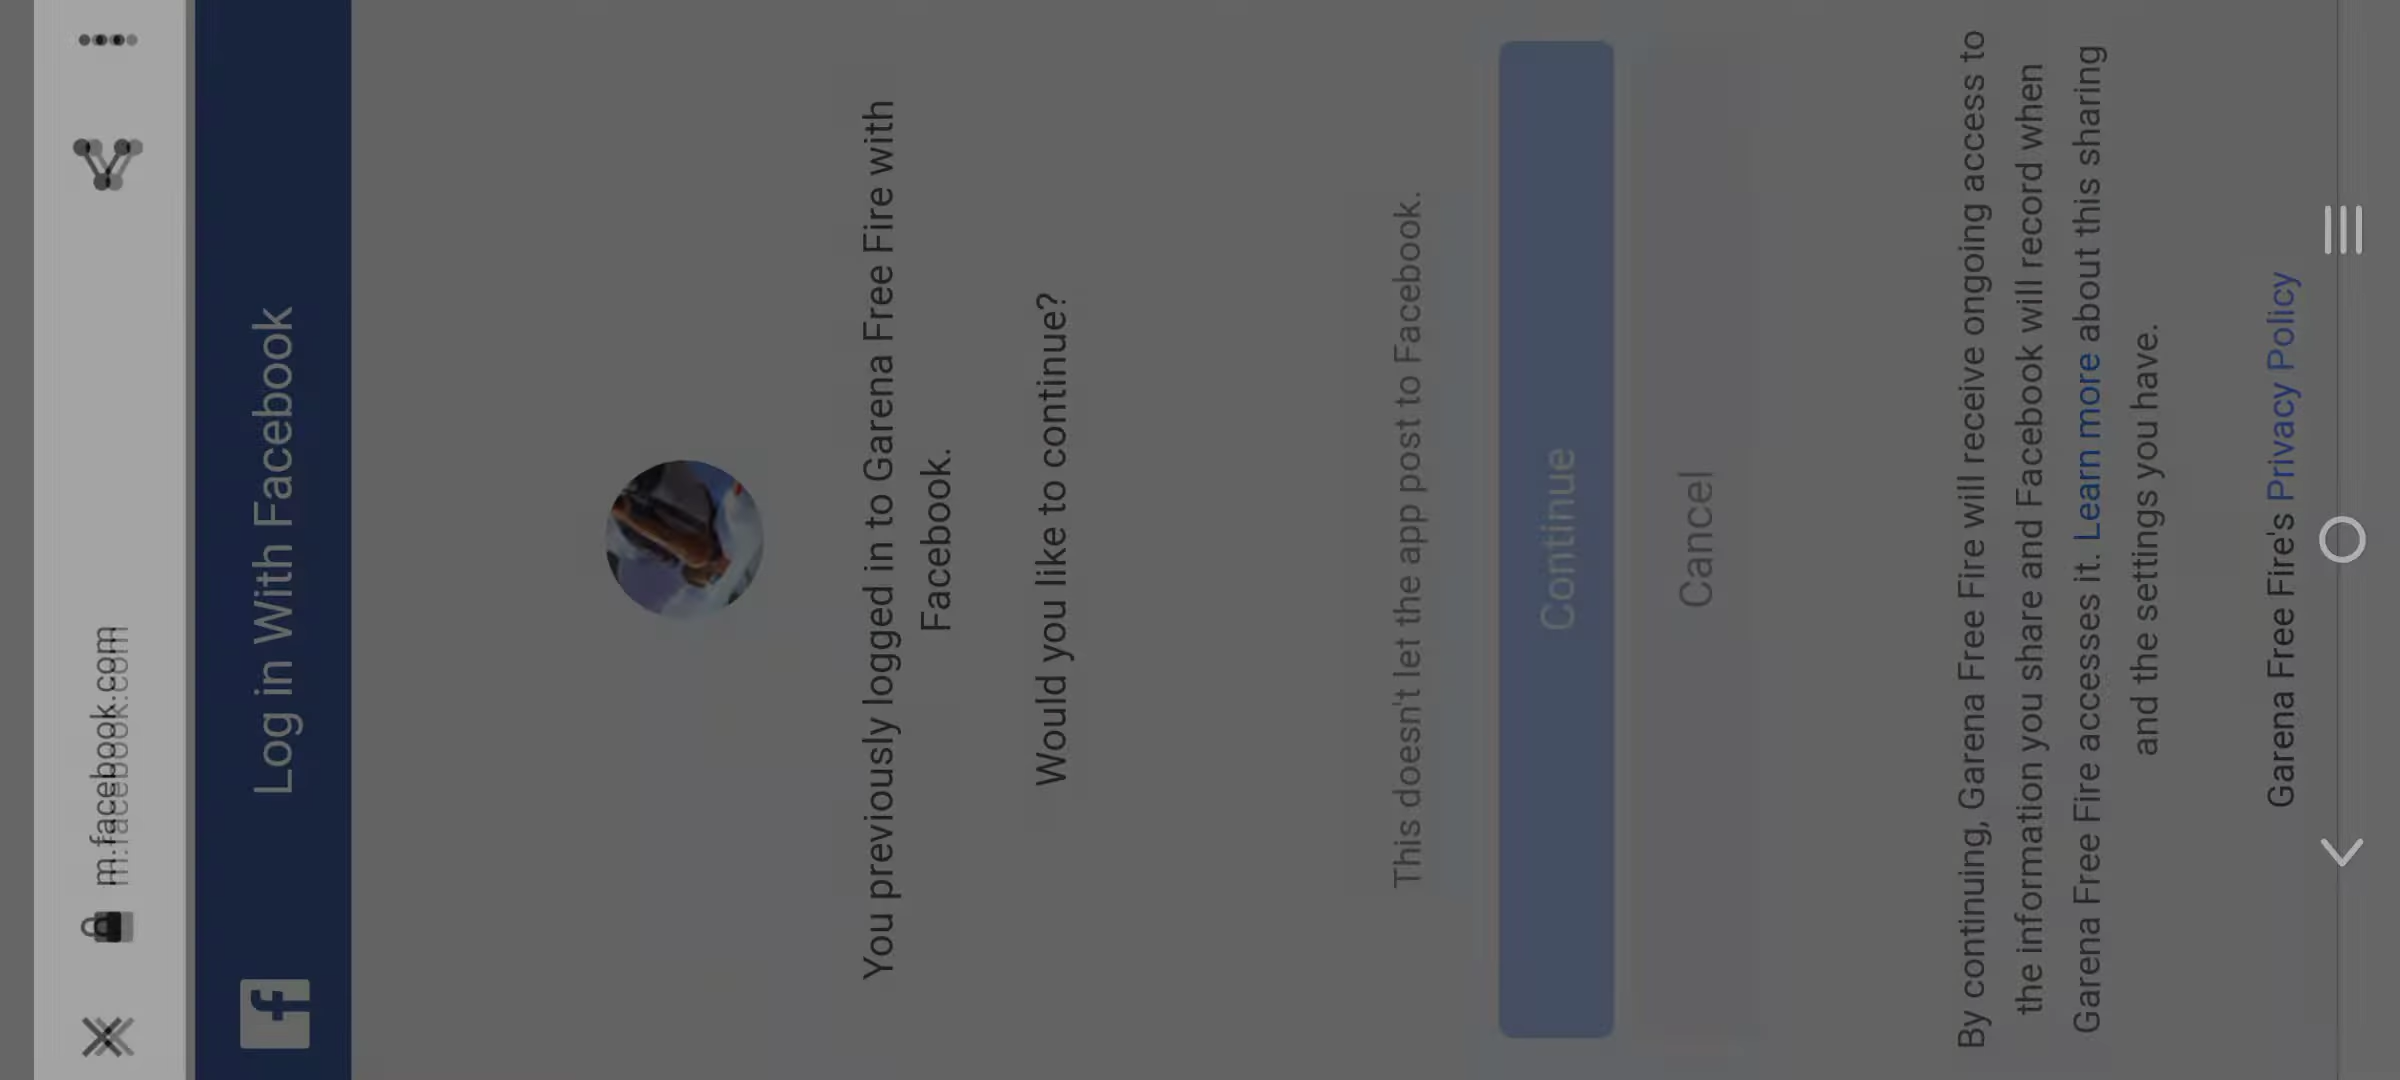 m.facebook.com
Log in With Facebook
You previously logged in to Garena Free Fire with
Facebook.
Would you like to continue?
This doesn't let the app post to Facebook.
Continue
Cancel
By continuing, Garena Free Fire will receive ongoing access to
the information you share and Facebook will record when
Garena Free Fire accesses it. Learn more about this sharing
and the settings you have.
Garena Free Fire's Privacy Policy